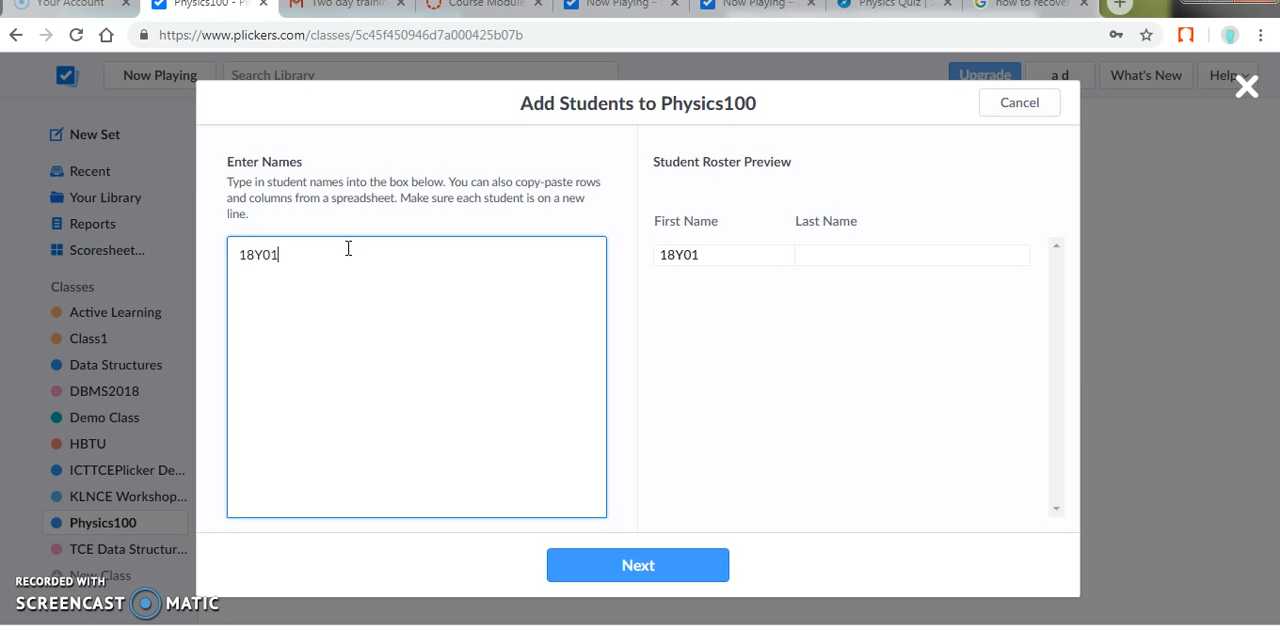 Your Account
Physics100 - Pl
Two day traini
Course Module
Now Playing -
Now Playing -
Physics Quiz | S
how to recover
https://www.plickers.com/classes/5c45f450946d7a000425b07b
Now Playing
Search Library
Upgrade
a d
What's New
Help
Add Students to Physics100
Cancel
New Set
Recent
Your Library
Reports
Scoresheet...
Classes
Active Learning
Class1
Data Structures
DBMS2018
Demo Class
HBTU
ICTTCEPlicker De...
KLNCE Workshop...
Physics100
TCE Data Structur...
New Class
Enter Names
Type in student names into the box below. You can also copy-paste rows
and columns from a spreadsheet. Make sure each student is on a new
line.
18Y01
Student Roster Preview
First Name
Last Name
18Y01
Next
RECORDED WITH
SCREENCAST MATIC